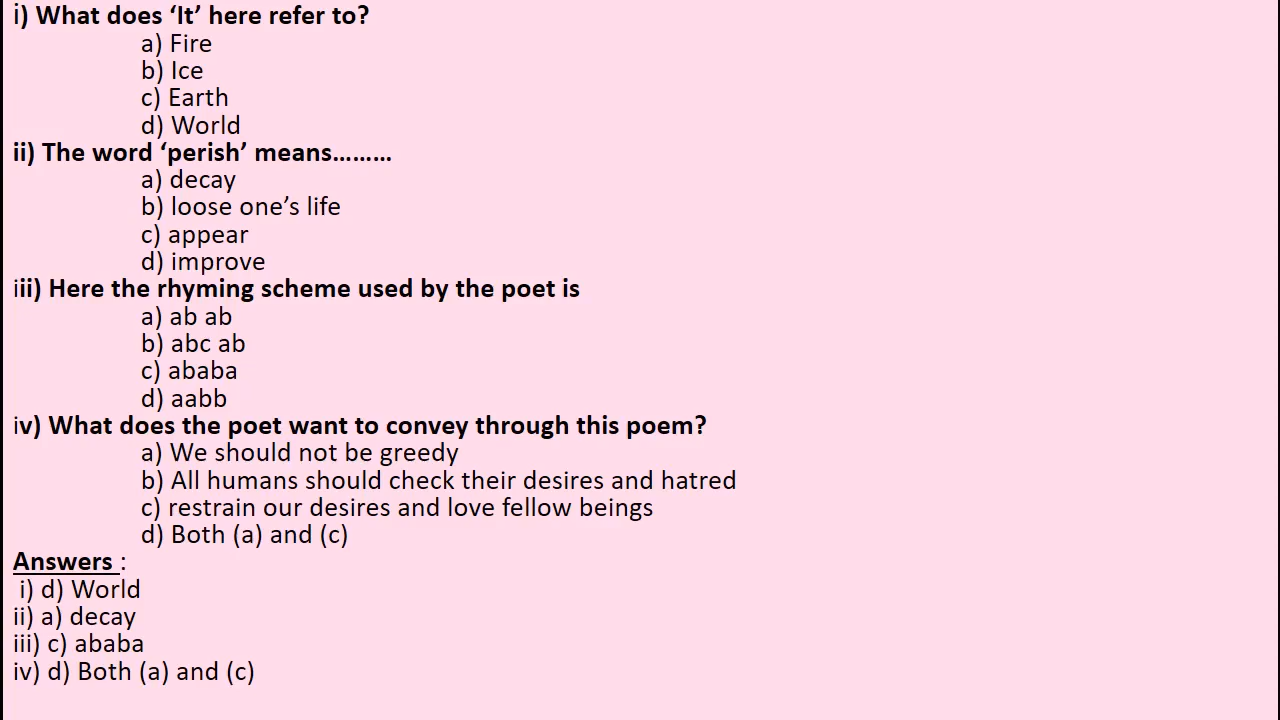 i) What does ‘It’ here refer to?
a) Fire
b) Ice
c) Earth
d) World
ii) The word ‘perish’ means………
a) decay
b) loose one’s life
c) appear
d) improve
iii) Here the rhyming scheme used by the poet is
a) ab ab
b) abc ab
c) ababa
d) aabb
iv) What does the poet want to convey through this poem?
a) We should not be greedy
b) All humans should check their desires and hatred
c) restrain our desires and love fellow beings
d) Both (a) and (c)
Answers :
i) d) World
ii) a) decay
iii) c) ababa
iv) d) Both (a) and (c)